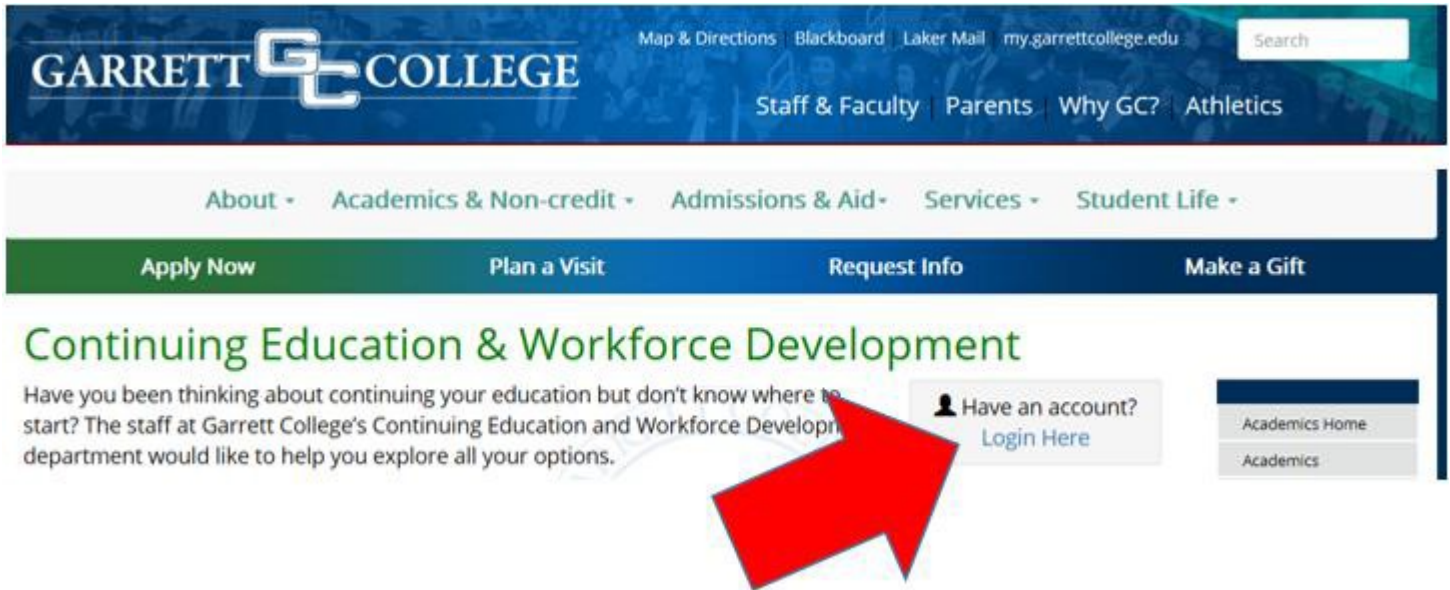 Map & Directions Blackboard Laker Mail my.garrettcollege.edu Search
GARRETT GC COLLEGE
Staff & Faculty Parents Why GC? Athletics
About Academics & Non-credit Admissions & Aid Services Student Life
Apply Now Plan a Visit Request Info Make a Gift
Continuing Education & Workforce Development
Have you been thinking about continuing your education but don't know where
start? The staff at Garrett College's Continuing Education and Workforce
department would like to help you explore all your options.
Have an account?
Login Here
Academics Home
Academics